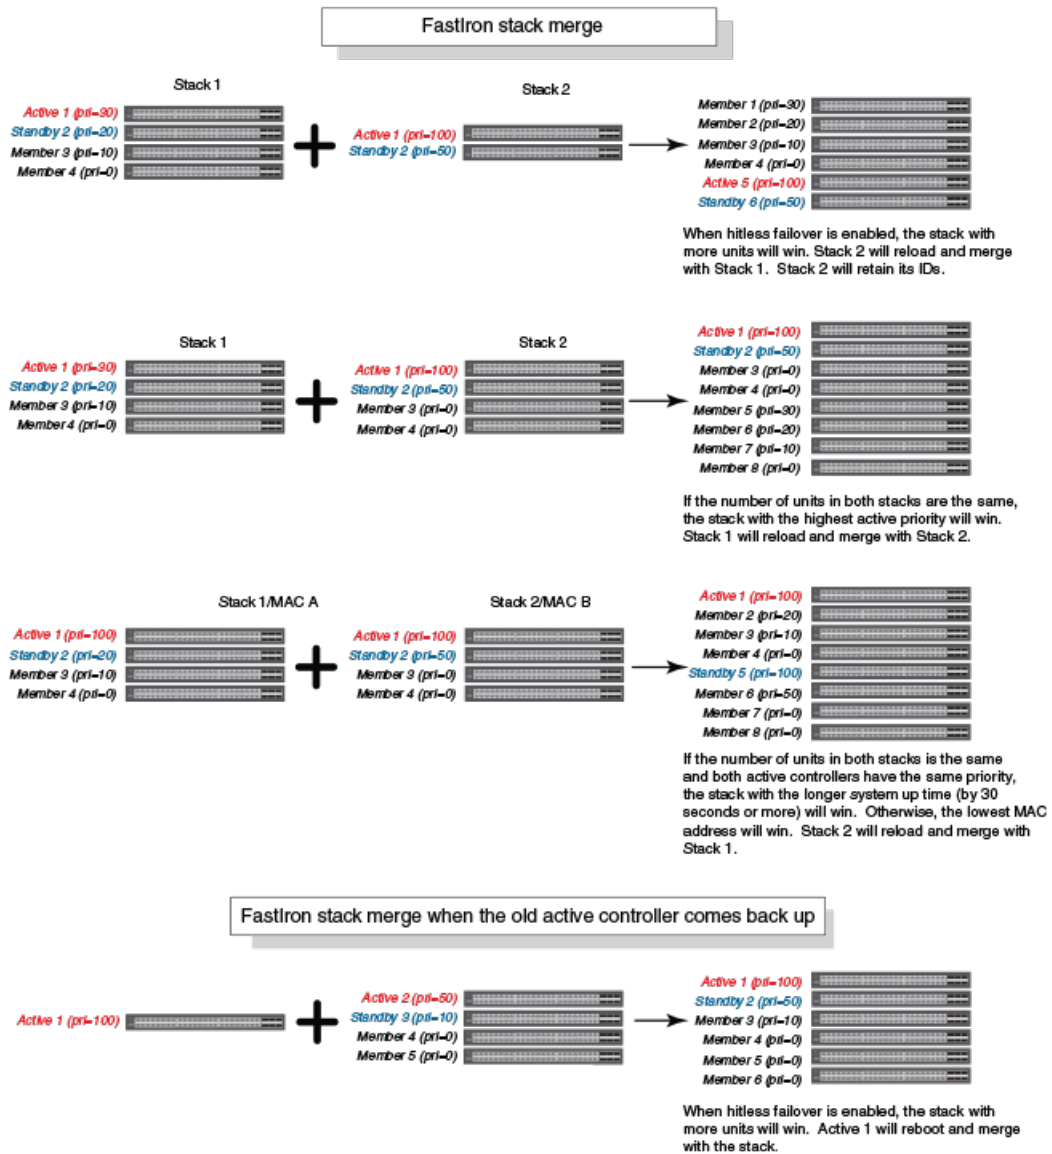 FastIron stack merge
Stack 1
Active 1 (pri=30)
Standby 2 (pri=20)
Member 3 (pri=10)
Member 4 (pri=0)
Stack 2
Active 1 (pri=100)
Standby 2 (pri=50)
Member 1 (pri=30)
Member 2 (pri=20)
Member 3 (pri=10)
Member 4 (pri=0)
Active 5 (pri=100)
Standby 6 (pri=50)
When hitless failover is enabled, the stack with
more units will win. Stack 2 will reload and merge
with Stack 1. Stack 2 will retain its IDs.
Stack 1
Active 1 (pri=30)
Standby 2 (pri=20)
Member 3 (pri=10)
Member 4 (pri=0)
Stack 2
Active 1 (pri=100)
Standby 2 (pri=50)
Member 3 (pri=0)
Member 4 (pri=0)
Active 1 (pri=100)
Standby 2 (pri=50)
Member 3 (pri=0)
Member 4 (pri=0)
Member 5 (pri=30)
Member 6 (pri=20)
Member 7 (pri=10)
Member 8 (pri=0)
If the number of units in both stacks are the same,
the stack with the highest active priority will win.
Stack 1 will reload and merge with Stack 2.
Stack 1/MAC A
Active 1 (pri=100)
Standby 2 (pri=20)
Member 3 (pri=10)
Member 4 (pri=0)
Stack 2/MAC B
Active 1 (pri=100)
Standby 2 (pri=50)
Member 3 (pri=0)
Member 4 (pri=0)
Active 1 (pri=100)
Member 2 (pri=20)
Member 3 (pri=10)
Member 4 (pri=0)
Standby 5 (pri=100)
Member 6 (pri=50)
Member 7 (pri=0)
Member 8 (pri=0)
If the number of units in both stacks is the same
and both active controllers have the same priority,
the stack with the longer system up time (by 30
seconds or more) will win. Otherwise, the lowest MAC
address will win. Stack 2 will reload and merge with
Stack 1.
FastIron stack merge when the old active controller comes back up
Active 1 (pri=100)
Active 2 (pri=50)
Standby 3 (pri=10)
Member 4 (pri=0)
Member 5 (pri=0)
Active 1 (pri=100)
Standby 2 (pri=50)
Member 3 (pri=10)
Member 4 (pri=0)
Member 5 (pri=0)
Member 6 (pri=0)
When hitless failover is enabled, the stack with
more units will win. Active 1 will reboot and merge
with the stack.